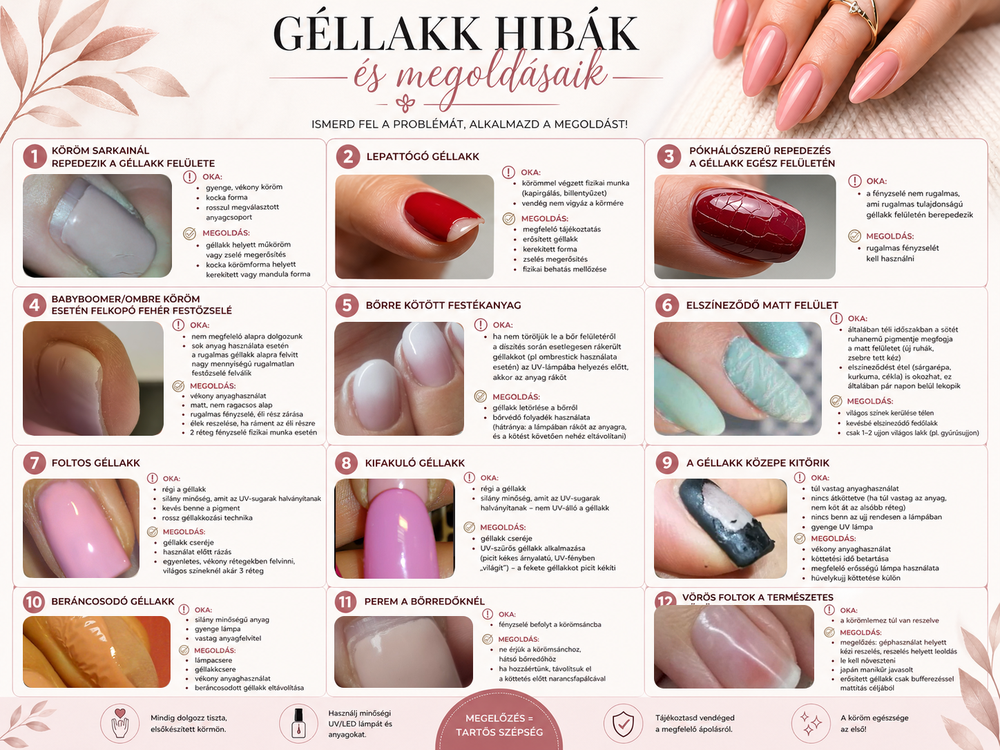 GÉLLAKK HIBÁK
és megoldásaik
ISMERD FEL A PROBLÉMÁT, ALKALMAZD A MEGOLDÁST!
1
KÖRÖM SARKAINÁL
REPEDEZIK A GÉLLAKK FELÜLETE
OKA:
• gyenge, vékony köröm
• kocka forma
• rosszul megválasztott
anyagcsoport
MEGOLDÁS:
• géllakk helyett műköröm
vagy zselé megerősítés
• kocka körömforma helyett
kerekített vagy mandula forma
2
LEPATTÓGÓ GÉLLAKK
OKA:
• körömmel végzett fizikai munka
(kapirgálás, billentyűzet)
• vendég nem vigyáz a körmére
MEGOLDÁS:
• megfelelő tájékoztatás
• erősített géllakk
• kerekített forma
• zselés megerősítés
• fizikai behatás mellőzése
3
PÓKHÁLÓSZERŰ REPEDEZÉS
A GÉLLAKK EGÉSZ FELÜLETÉN
OKA:
• a fényzselé nem rugalmas,
ami rugalmas tulajdonságú
géllakk felületén berepedezik
MEGOLDÁS:
• rugalmas fényzselét
kell használni
4
BABYBOOMER/OMBRE KÖRÖM
ESETÉN FELKOPÓ FEHÉR FESTŐZSELÉ
OKA:
• nem megfelelő alapra dolgozunk
• sok anyag használata esetén
a rugalmas géllakk alapra felvitt
nagy mennyiségű rugalmatlan
festőzselé felválik
MEGOLDÁS:
• vékony anyaghasználat
• matt, nem ragacsos alap
• rugalmas fényzselé, éli rész zárása
• élek reszelése, ha ráment az éli részre
• 2 réteg fényzselé fizikai munka esetén
5
BŐRRE KÖTÖTT FESTÉKANYAG
OKA:
• ha nem töröljük le a bőr felületéről
a díszítés során esetlegesen rákerült
géllakkot (pl ombrestick használata
esetén) az UV-lámpába helyezés előtt,
akkor az anyag ráköt
MEGOLDÁS:
• géllakk letörlése a bőrről
• bőrvédő folyadék használata
(hátránya: a lámpában ráköt az anyagra,
és a kötést követően nehéz eltávolítani)
6
ELSZÍNEZŐDŐ MATT FELÜLET
OKA:
• általában téli időszakban a sötét
ruhanemű pigmentje megfogja
a matt felületet (új ruhák,
zsebre tett kéz)
• elszíneződést étel (sárgarépa,
kurkuma, cékla) is okozhat, ez
általában pár napon belül lekopik
MEGOLDÁS:
• világos színek kerülése télen
• kevésbé elszineződő fedőlakk
• csak 1–2 ujjon világos lakk (pl. gyűrűsujjon)
7
FOLTOS GÉLLAKK
OKA:
• régi a géllakk
• silány minőség, amit az UV-sugarak halványítanak
• kevés benne a pigment
• rossz géllakkozási technika
MEGOLDÁS:
• géllakk cseréje
• használat előtt rázás
• egyenletes, vékony rétegekben felvinni,
világos színeknél akár 3 réteg
8
KIFAKULÓ GÉLLAKK
OKA:
• régi a géllakk
• silány minőség, amit az UV-sugarak
halványítanak – nem UV-álló a géllakk
MEGOLDÁS:
• géllakk cseréje
• UV-szűrős géllakk alkalmazása
(picit kékes árnyalatú, UV-fényben
„világít”) – a fekete géllakkot picit kékíti
9
A GÉLLAKK KÖZEPE KITÖRIK
OKA:
• túl vastag anyaghasználat
• nincs átköttetve (ha túl vastag az anyag,
nem köt át az alsóbb réteg)
• nincs benn az ujj rendesen a lámpában
• gyenge UV lámpa
MEGOLDÁS:
• vékony anyaghasználat
• köttetési idő betartása
• megfelelő erősségű lámpa használata
• hüvelykujj köttetése külön
10
BERÁNCOSODÓ GÉLLAKK
OKA:
• silány minőségű anyag
• gyenge lámpa
• vastag anyagfelvitel
MEGOLDÁS:
• lámpacsere
• géllakkcsere
• vékony anyaghasználat
• beráncosodott géllakk eltávolítása
11
PEREM A BŐRREDŐKNÉL
OKA:
• fényzselé befolyt a körömsáncba
MEGOLDÁS:
• ne érjük a körömsánchoz,
hátsó bőrredőhöz
• ha hozzáértünk, távolítsuk el
a köttetés előtt narancsfapálcával
12
VÖRÖS FOLTOK A TERMÉSZETES
OKA:
• a körömlemez túl van reszelve
MEGOLDÁS:
• megelőzés: géphasználat helyett
kézi reszelés, reszelés helyett leoldás
• le kell növeszteni
• japán manikűr javasolt
• erősített géllakk csak bufferezéssel
mattítás céljából
Mindig dolgozz tiszta,
elsőkészített körmön.
Használj minőségi
UV/LED lámpát és
anyagokat.
MEGELŐZÉS =
TARTÓS SZÉPSÉG
Tájékoztasd vendéged
a megfelelő ápolásról.
A köröm egészsége
az első!